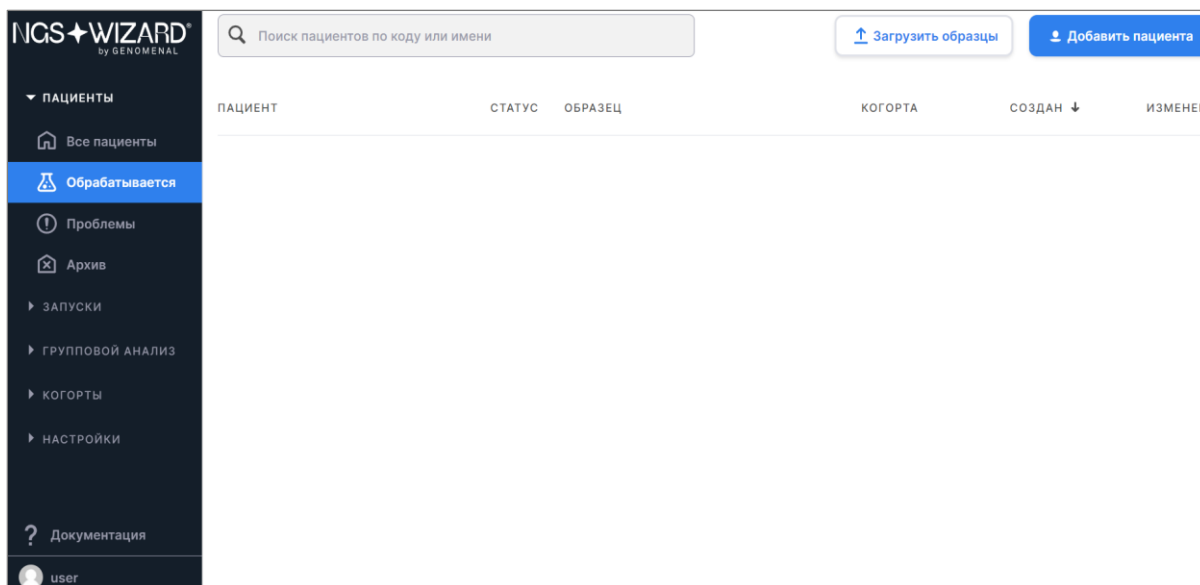 NGS WIZARD®
by GENOMENAL
Поиск пациентов по коду или имени
Загрузить образцы
Добавить пациента
ПАЦИЕНТЫ
Все пациенты
Обрабатывается
Проблемы
Архив
ЗАПУСКИ
ГРУППОВОЙ АНАЛИЗ
КОГОРТЫ
НАСТРОЙКИ
Документация
user
ПАЦИЕНТ СТАТУС ОБРАЗЕЦ КОГОРТА СОЗДАН